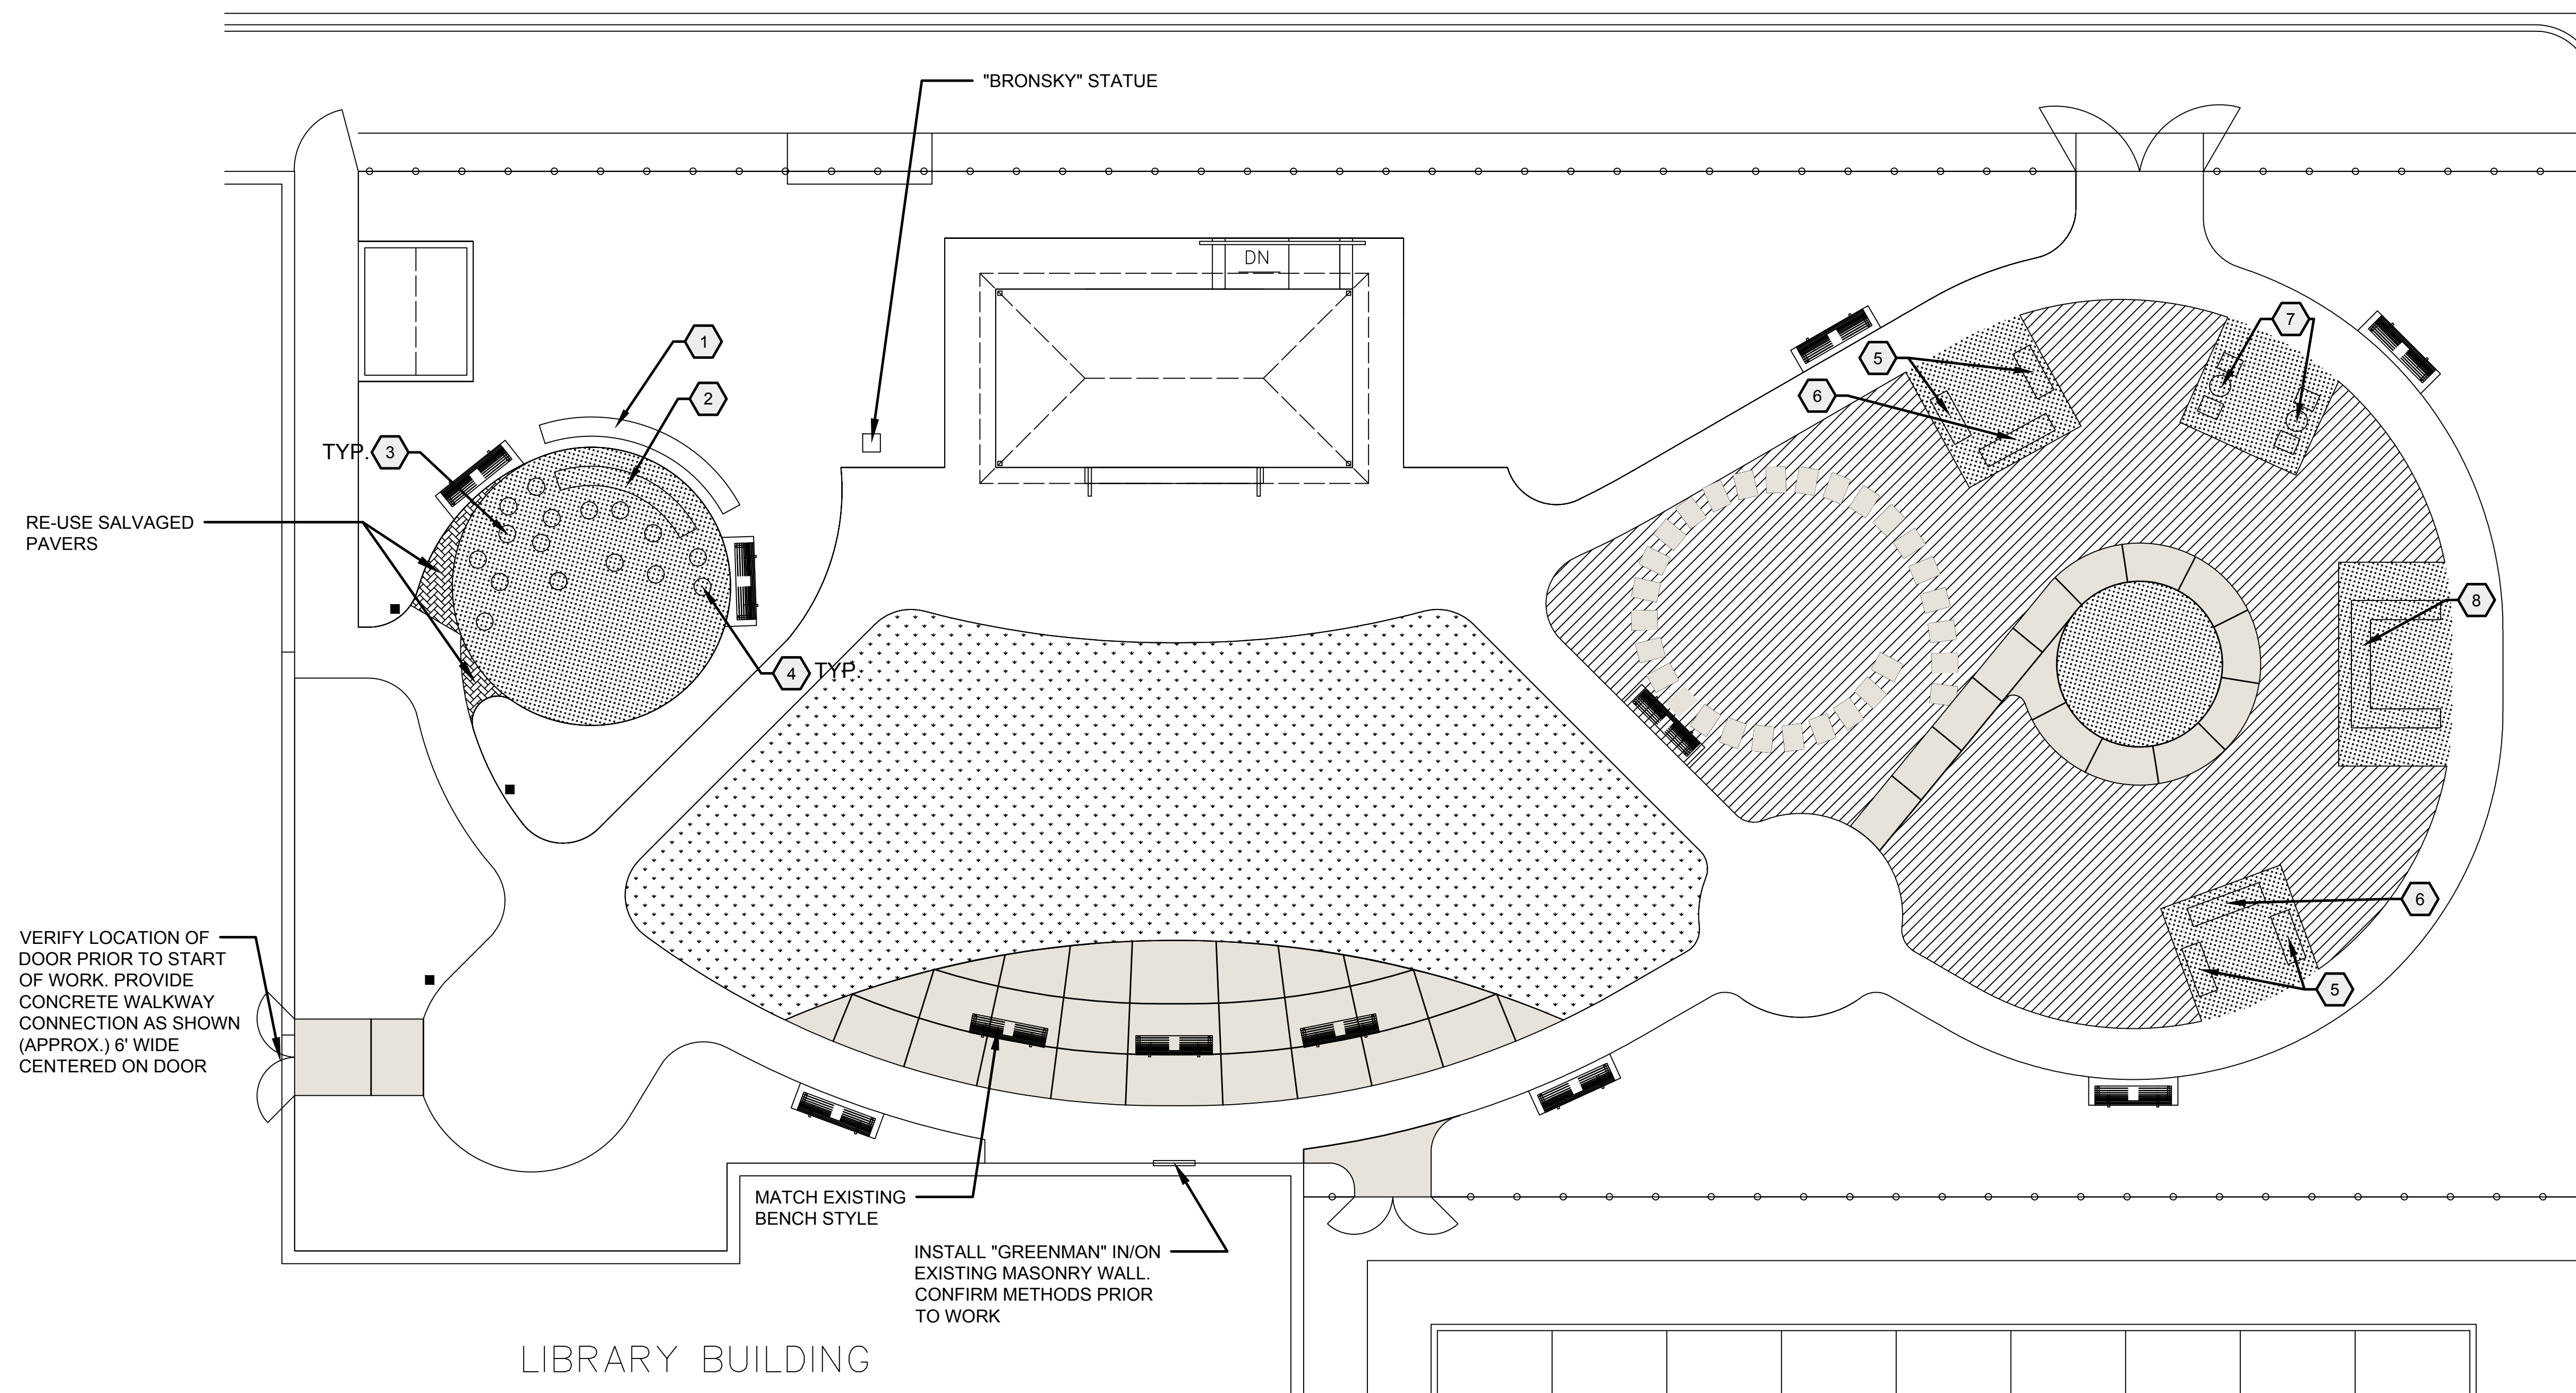 "BRONSKY" STATUE
DN
1
2
TYP. 3
5
6
7
RE-USE SALVAGED
PAVERS
8
4 TYP.
6
5
VERIFY LOCATION OF
DOOR PRIOR TO START
OF WORK. PROVIDE
CONCRETE WALKWAY
CONNECTION AS SHOWN
(APPROX.) 6' WIDE
CENTERED ON DOOR
MATCH EXISTING
BENCH STYLE
INSTALL "GREENMAN" IN/ON
EXISTING MASONRY WALL.
CONFIRM METHODS PRIOR
TO WORK
LIBRARY BUILDING